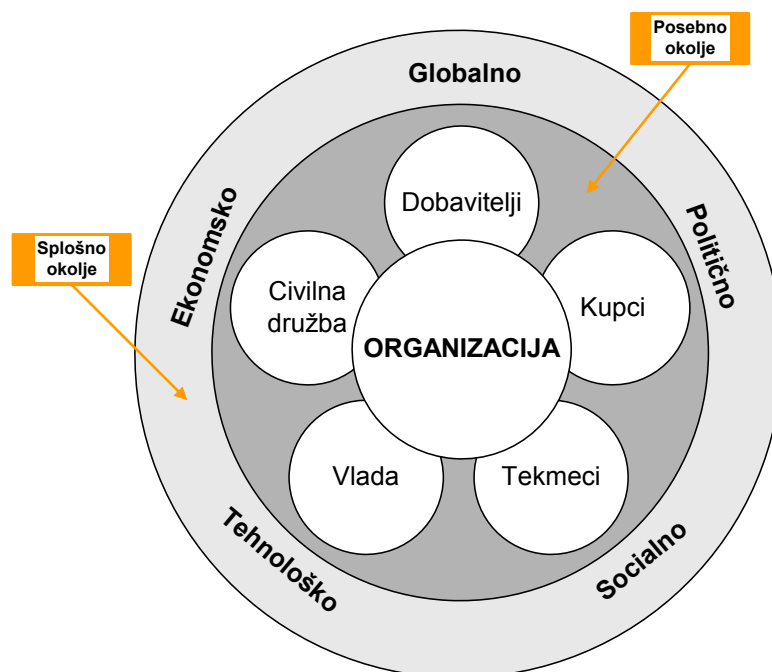 Posebno
okolje
Globalno
Dobavitelji
Politično
Ekonomsko
Splošno
okolje
Civilna
družba
Kupci
ORGANIZACIJA
Vlada
Tekmeci
Tehnološko
Socialno